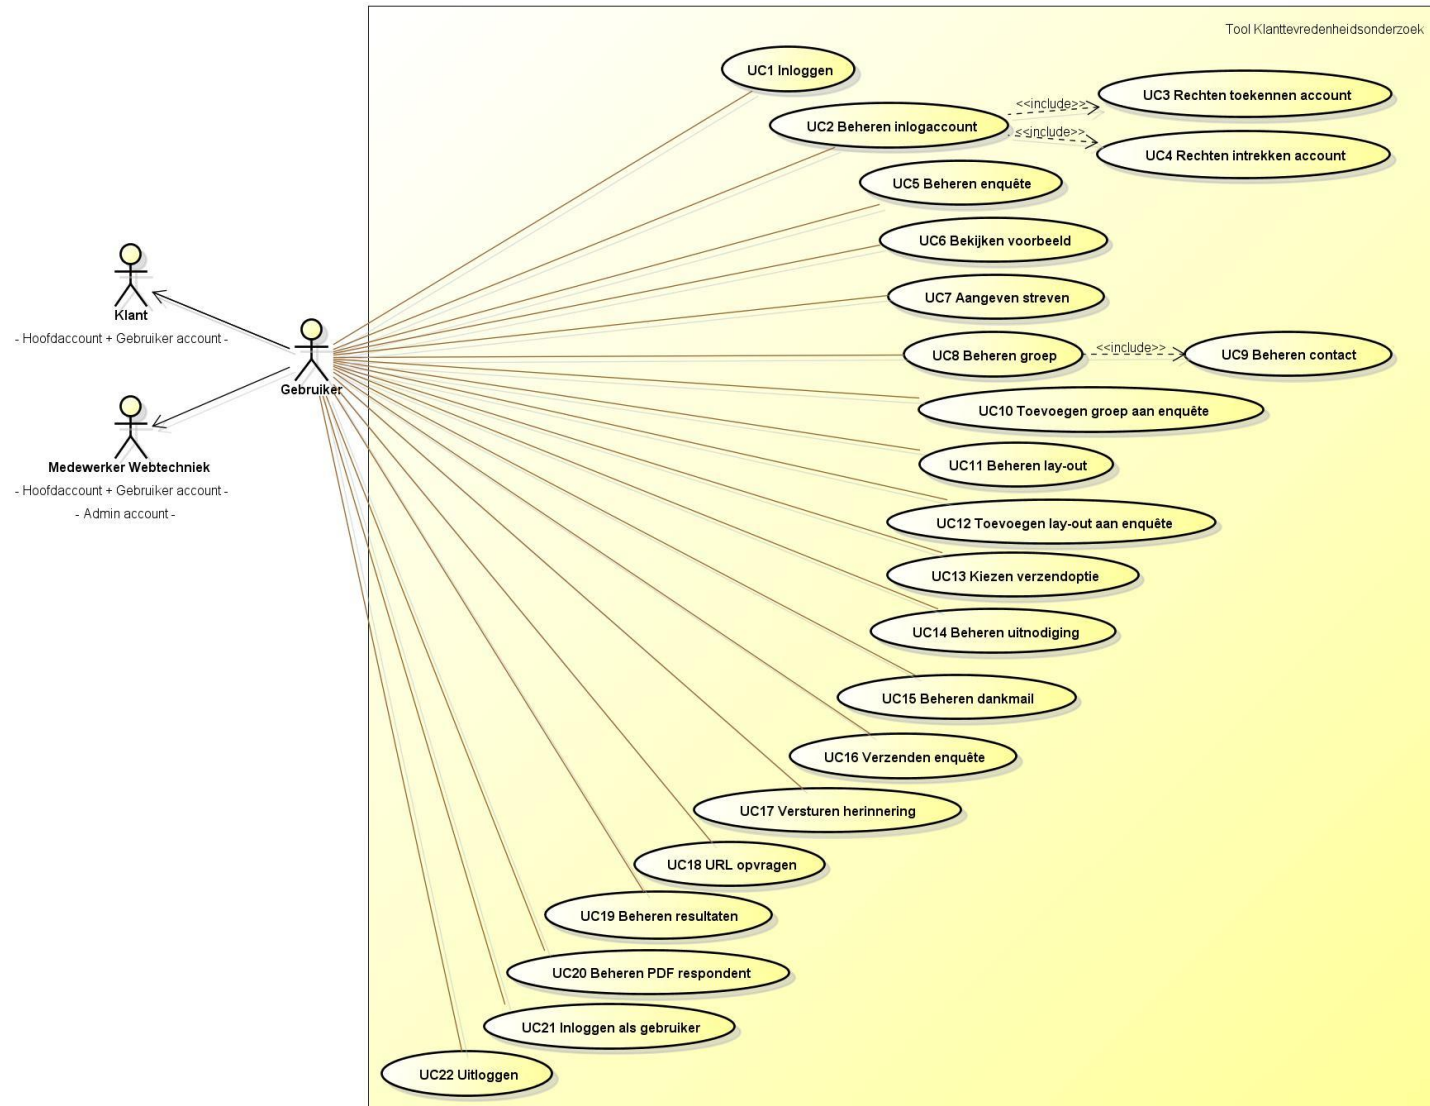 Tool Klanttevredenheidsonderzoek
UC1 Inloggen
UC2 Beheren inlogaccount
<<include>>
UC3 Rechten toekennen account
<<include>>
UC4 Rechten intrekken account
UC5 Beheren enquête
UC6 Bekijken voorbeeld
UC7 Aangeven streven
Klant
- Hoofdaccount + Gebruiker account -
Gebruiker
UC8 Beheren groep
<<include>>
UC9 Beheren contact
UC10 Toevoegen groep aan enquête
Medewerker Webtechniek
- Hoofdaccount + Gebruiker account -
- Admin account -
UC11 Beheren lay-out
UC12 Toevoegen lay-out aan enquête
UC13 Kiezen verzendoptie
UC14 Beheren uitnodiging
UC15 Beheren dankmail
UC16 Verzenden enquête
UC17 Versturen herinnering
UC18 URL opvragen
UC19 Beheren resultaten
UC20 Beheren PDF respondent
UC21 Inloggen als gebruiker
UC22 Uitloggen